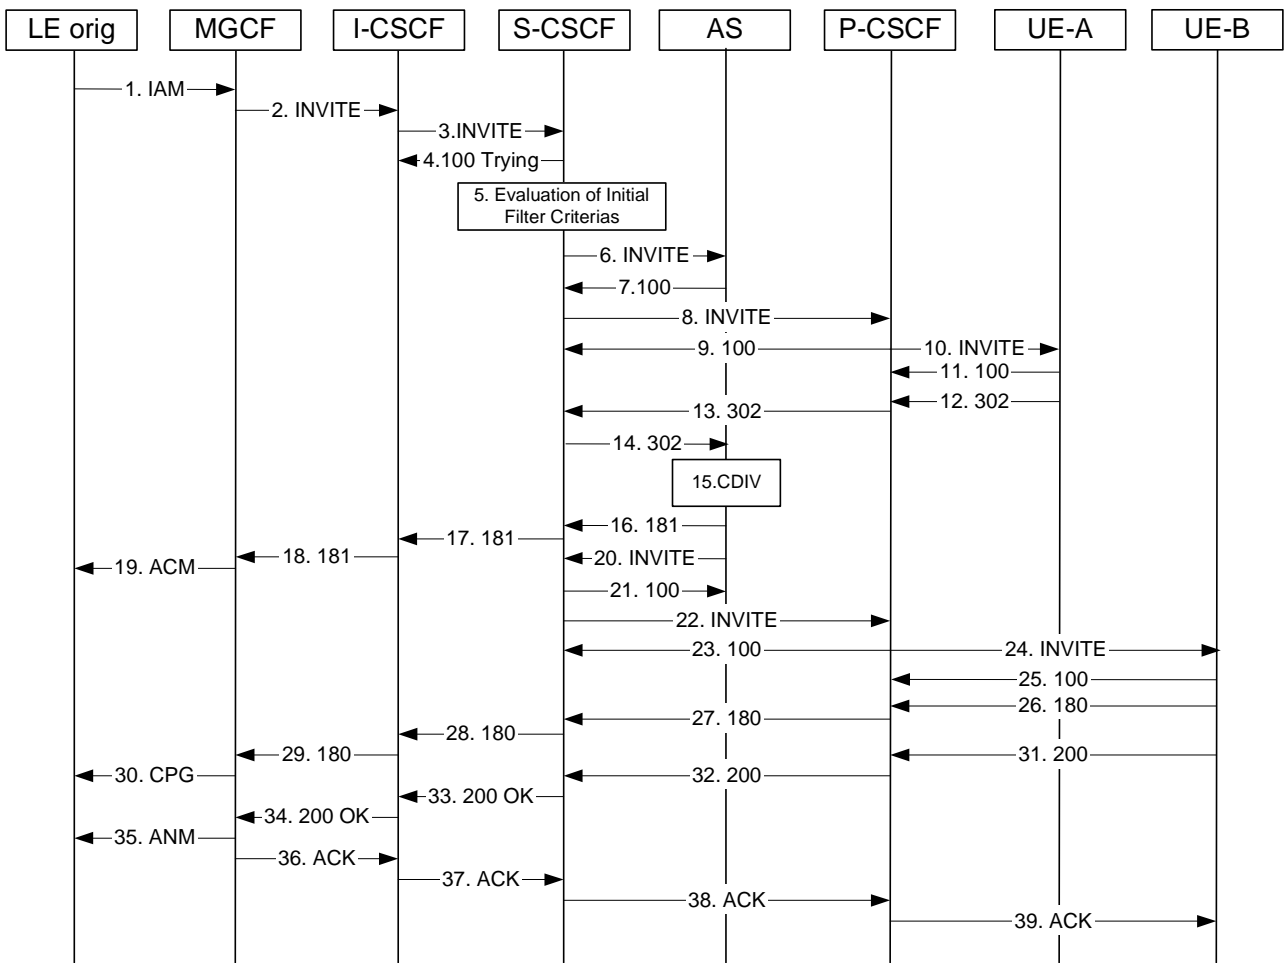 LE orig
MGCF
I-CSCF
S-CSCF
AS
P-CSCF
UE-A
UE-B
1. IAM
2. INVITE
3.INVITE
4.100 Trying
5. Evaluation of Initial
Filter Criterias
6. INVITE
7.100
8. INVITE
9. 100
10. INVITE
11. 100
12. 302
13. 302
14. 302
15.CDIV
16. 181
17. 181
18. 181
19. ACM
20. INVITE
21. 100
22. INVITE
23. 100
24. INVITE
25. 100
26. 180
27. 180
28. 180
29. 180
30. CPG
31. 200
32. 200
33. 200 OK
34. 200 OK
35. ANM
36. ACK
37. ACK
38. ACK
39. ACK